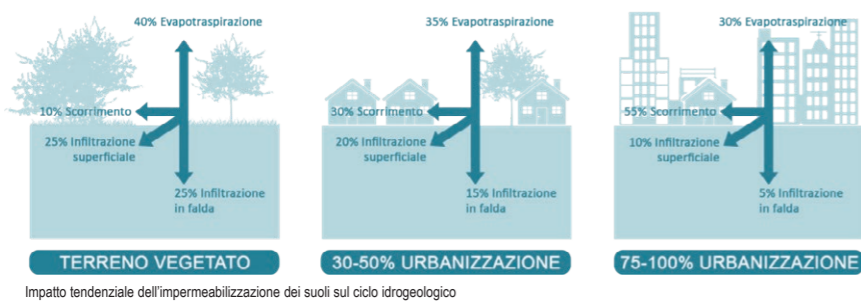 40% Evapotraspirazione
10% Scorrimento
25% Infiltrazione
superficiale
25% Infiltrazione
in falda
TERRENO VEGETATO
35% Evapotraspirazione
30% Scorrimento
20% Infiltrazione
superficiale
15% Infiltrazione
in falda
30-50% URBANIZZAZIONE
30% Evapotraspirazione
55% Scorrimento
10% Infiltrazione
superficiale
5% Infiltrazione
in falda
75-100% URBANIZZAZIONE
Impatto tendenziale dell'impermeabilizzazione dei suoli sul ciclo idrogeologico